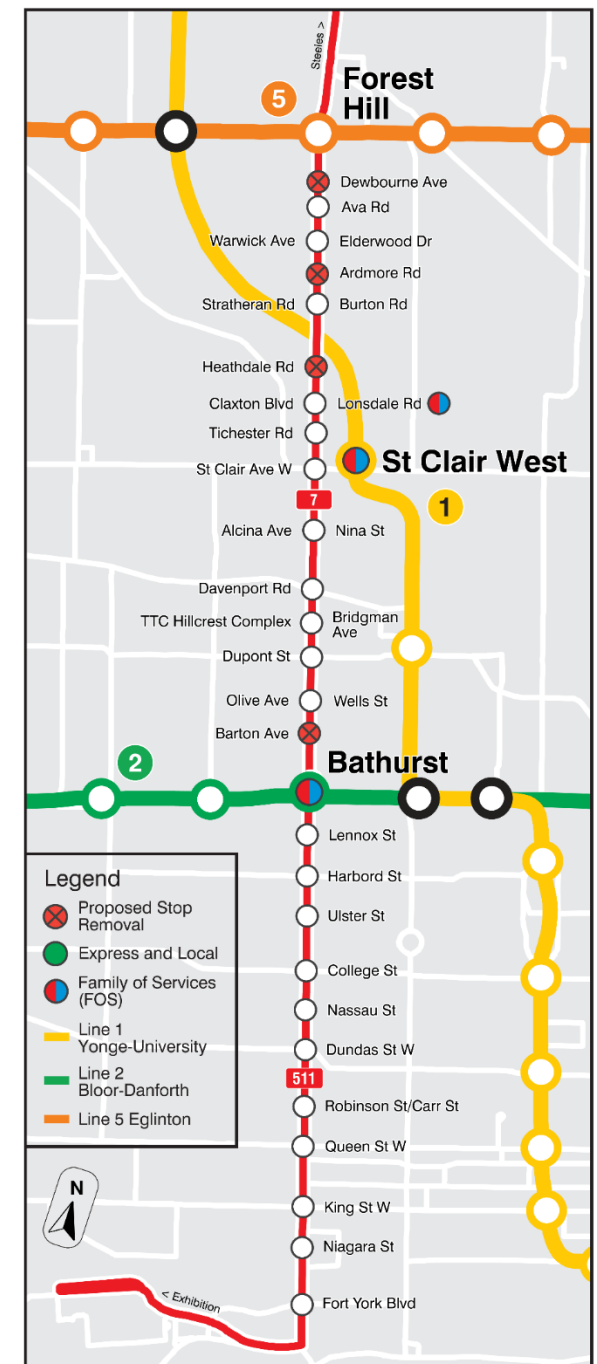 Steeles >
Forest
Hill
5
Dewbourne Ave
Ava Rd
Warwick Ave
Elderwood Dr
Ardmore Rd
Stratheran Rd
Burton Rd
Heathdale Rd
Claxton Blvd
Lonsdale Rd
Tichester Rd
St Clair Ave W
St Clair West
7
1
Alcina Ave
Nina St
Davenport Rd
TTC Hillcrest Complex
Bridgman
Ave
Dupont St
Olive Ave
Wells St
Barton Ave
2
Bathurst
Lennox St
Harbord St
Ulster St
College St
Nassau St
Dundas St W
511
Robinson St/Carr St
Queen St W
King St W
Niagara St
Fort York Blvd
< Exhibition
Legend
Proposed Stop
Removal
Express and Local
Family of Services
(FOS)
Line 1
Yonge-University
Line 2
Bloor-Danforth
Line 5 Eglinton
N